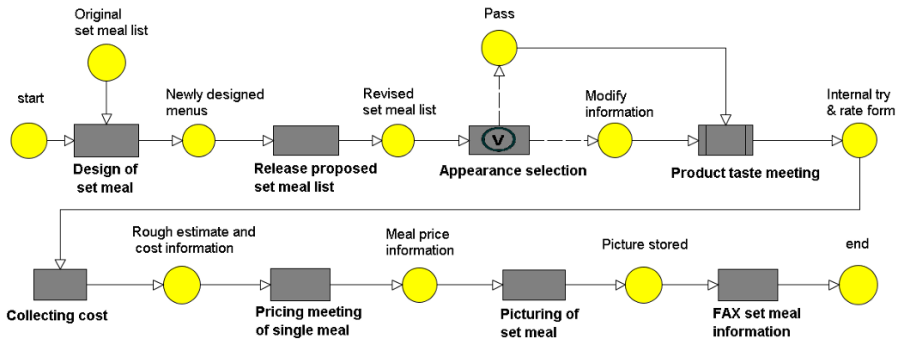 Original
set meal list
Pass
start
Newly designed
menus
Revised
set meal list
Modify
information
Internal try
& rate form
V
Design of
set meal
Release proposed
set meal list
Appearance selection
Product taste meeting
Rough estimate and
cost information
Meal price
information
Picture stored
end
Collecting cost
Pricing meeting
of single meal
Picturing of
set meal
FAX set meal
information